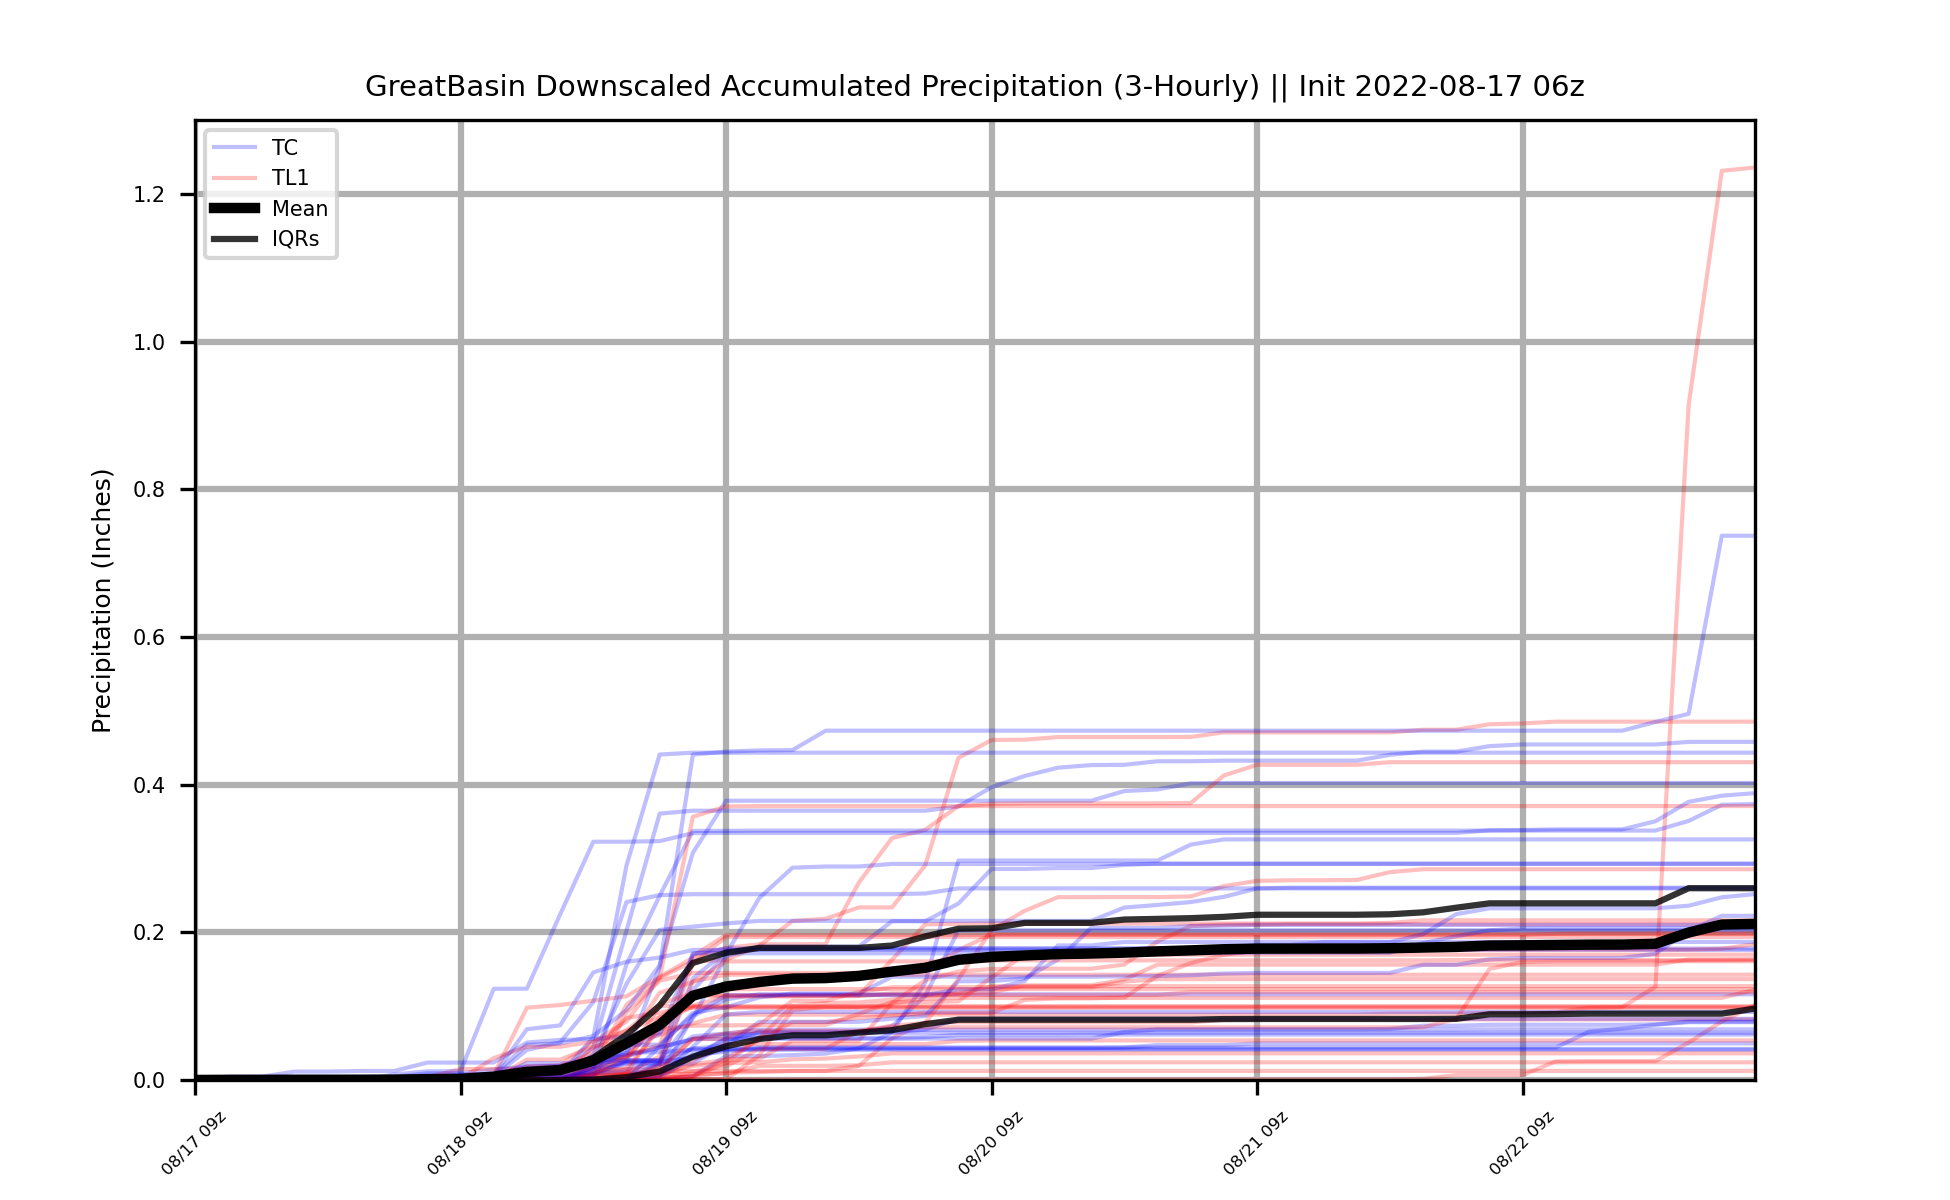 GreatBasin Downscaled Accumulated Precipitation (3-Hourly) || Init 2022-08-17 06z
TC
TL1
Mean
IQRs
Precipitation (Inches)
1.2
1.0
0.8
0.6
0.4
0.2
0.0
08/17 09z
08/18 09z
08/19 09z
08/20 09z
08/21 09z
08/22 09z